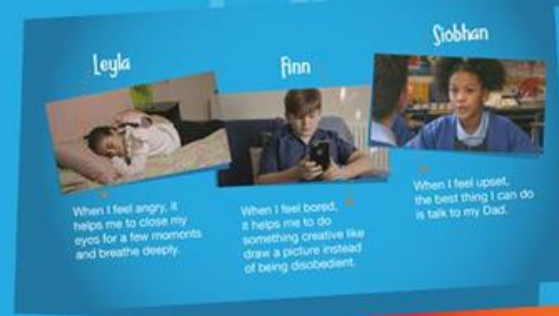 Leyla
When I feel angry, it
helps me to close my
eyes for a few moments
and breathe deeply.
Finn
When I feel bored,
it helps me to do
something creative like
draw a picture instead
of being disobedient.
Siobhan
When I feel upset,
the best thing I can do
is talk to my Dad.